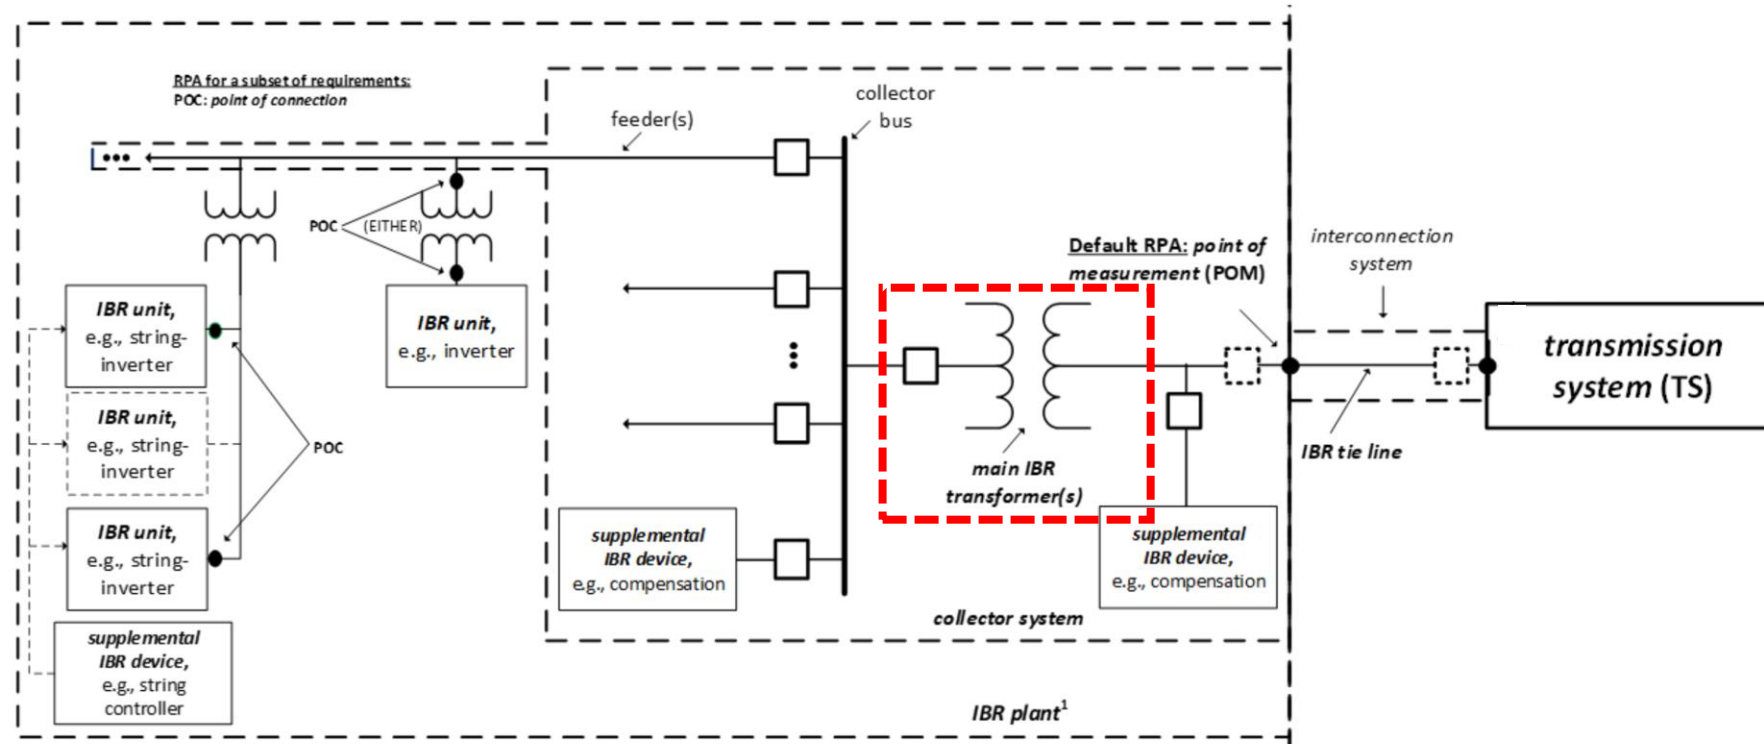 RPA for a subset of requirements:
POC: point of connection
feeder(s)
collector
bus
POC
(EITHER)
Default RPA: point of
measurement (POM)
interconnection
system
IBR unit,
e.g., string-
inverter
IBR unit,
e.g., inverter
transmission
system (TS)
IBR unit,
e.g., string-
inverter
POC
main IBR
transformer(s)
IBR tie line
IBR unit,
e.g., string-
inverter
supplemental
IBR device,
e.g., compensation
supplemental
IBR device,
e.g., compensation
collector system
supplemental
IBR device,
e.g., string
controller
IBR plant¹